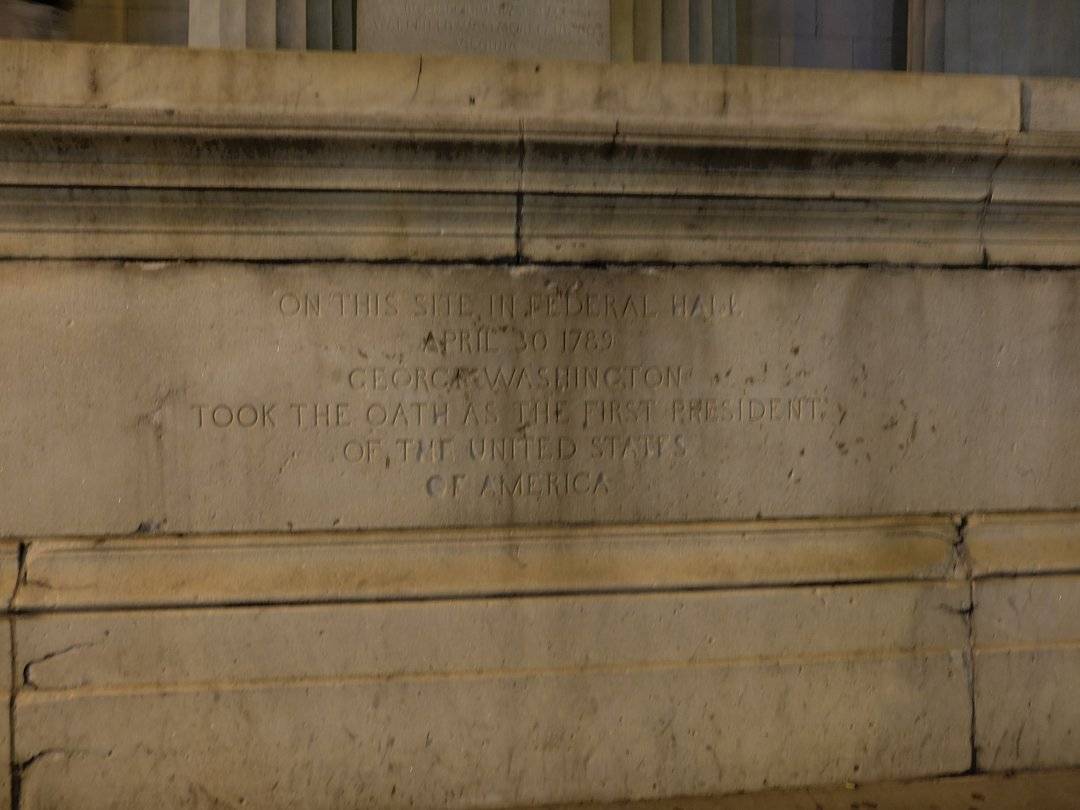 ON THIS SITE IN FEDERAL HALL
APRIL 30 1789
GEORGE WASHINGTON
TOOK THE OATH AS THE FIRST PRESIDENT
OF THE UNITED STATES
OF AMERICA